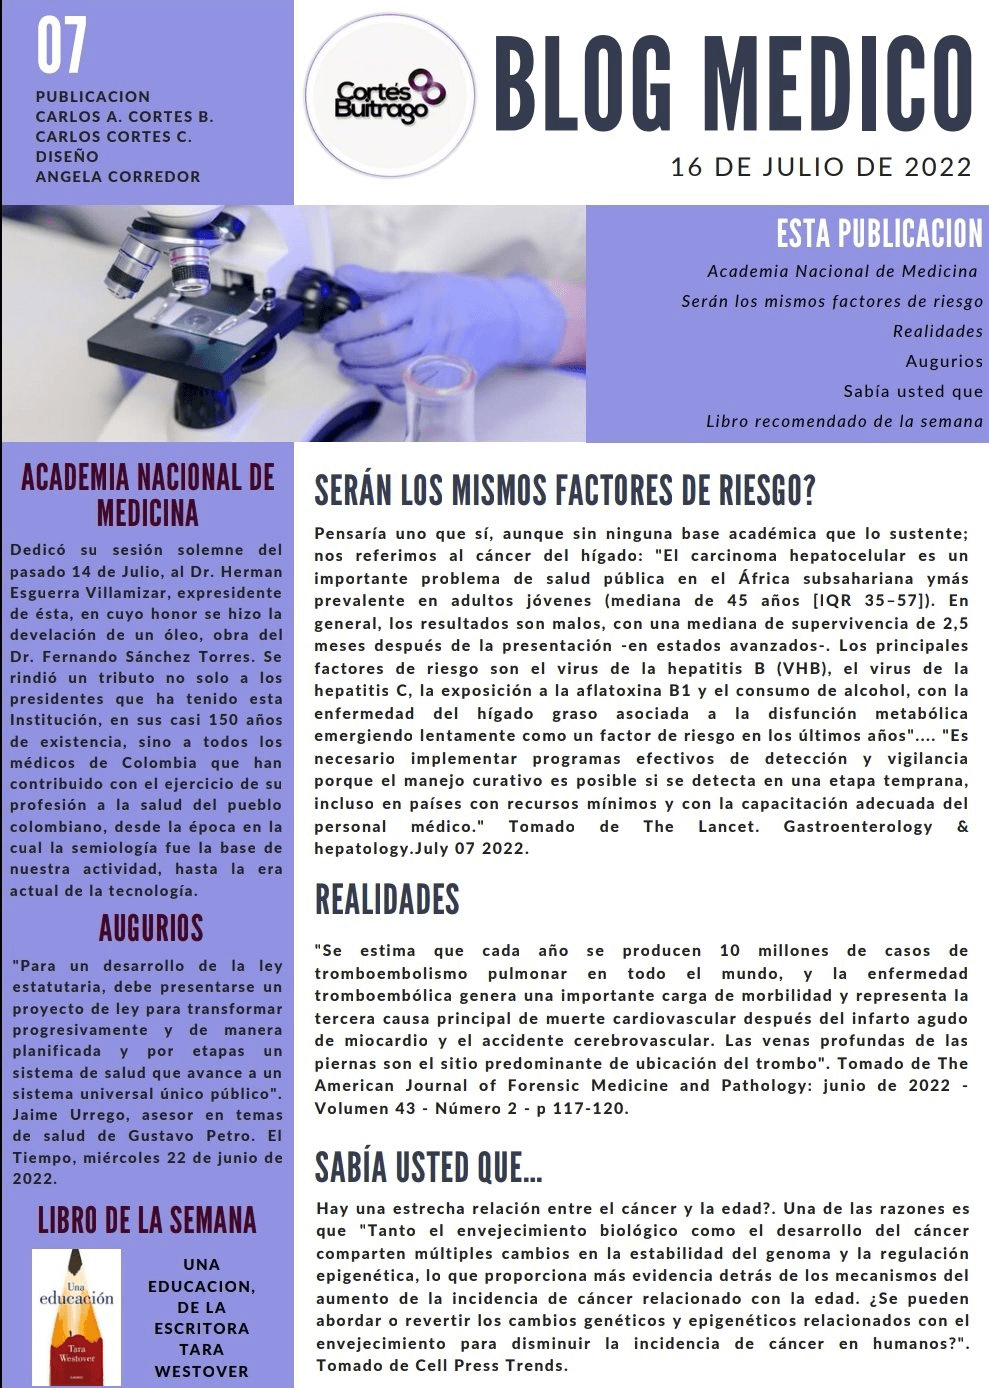 07
PUBLICACION
CARLOS A. CORTES B.
CARLOS CORTES C.
DISEÑO
ANGELA CORREDOR
Cortés
Buitrago
BLOG MEDICO
16 DE JULIO DE 2022
ESTA PUBLICACION
Academia Nacional de Medicina
Serán los mismos factores de riesgo
Realidades
Augurios
Sabía usted que
Libro recomendado de la semana
ACADEMIA NACIONAL DE
MEDICINA
Dedicó su sesión solemne del
pasado 14 de Julio, al Dr. Herman
Esguerra Villamizar, expresidente
de ésta, en cuyo honor se hizo la
develación de un óleo, obra del
Dr. Fernando Sánchez Torres. Se
rindió un tributo no solo a los
presidentes que ha tenido esta
Institución, en sus casi 150 años
de existencia, sino a todos los
médicos de Colombia que han
contribuido con el ejercicio de su
profesión a la salud del pueblo
colombiano, desde la época en la
cual la semiología fue la base de
nuestra actividad, hasta la era
actual de la tecnología.
AUGURIOS
"Para un desarrollo de la ley
estatutaria, debe presentarse un
proyecto de ley para transformar
progresivamente y de manera
planificada y por etapas un
sistema de salud que avance a un
sistema universal único público".
Jaime Urrego, asesor en temas
de salud de Gustavo Petro. El
Tiempo, miércoles 22 de junio de
2022.
LIBRO DE LA SEMANA
Una
educación
Tara
Westover
UNA
EDUCACION,
DE LA
ESCRITORA
TARA
WESTOVER
SERÁN LOS MISMOS FACTORES DE RIESGO?
Pensaría uno que sí, aunque sin ninguna base académica que lo sustente;
nos referimos al cáncer del hígado: "El carcinoma hepatocelular es un
importante problema de salud pública en el África subsahariana ymás
prevalente en adultos jóvenes (mediana de 45 años [IQR 35–57]). En
general, los resultados son malos, con una mediana de supervivencia de 2,5
meses después de la presentación -en estados avanzados-. Los principales
factores de riesgo son el virus de la hepatitis B (VHB), el virus de la
hepatitis C, la exposición a la aflatoxina B1 y el consumo de alcohol, con la
enfermedad del hígado graso asociada a la disfunción metabólica
emergiendo lentamente como un factor de riesgo en los últimos años".... "Es
necesario implementar programas efectivos de detección y vigilancia
porque el manejo curativo es posible si se detecta en una etapa temprana,
incluso en países con recursos mínimos y con la capacitación adecuada del
personal médico." Tomado de The Lancet. Gastroenterology &
hepatology.July 07 2022.
REALIDADES
"Se estima que cada año se producen 10 millones de casos de
tromboembolismo pulmonar en todo el mundo, y la enfermedad
tromboembólica genera una importante carga de morbilidad y representa la
tercera causa principal de muerte cardiovascular después del infarto agudo
de miocardio y el accidente cerebrovascular. Las venas profundas de las
piernas son el sitio predominante de ubicación del trombo". Tomado de The
American Journal of Forensic Medicine and Pathology: junio de 2022 -
Volumen 43 - Número 2 - p 117-120.
SABÍA USTED QUE...
Hay una estrecha relación entre el cáncer y la edad?. Una de las razones es
que "Tanto el envejecimiento biológico como el desarrollo del cáncer
comparten múltiples cambios en la estabilidad del genoma y la regulación
epigenética, lo que proporciona más evidencia detrás de los mecanismos del
aumento de la incidencia de cáncer relacionado con la edad. ¿Se pueden
abordar o revertir los cambios genéticos y epigenéticos relacionados con el
envejecimiento para disminuir la incidencia de cáncer en humanos?".
Tomado de Cell Press Trends.